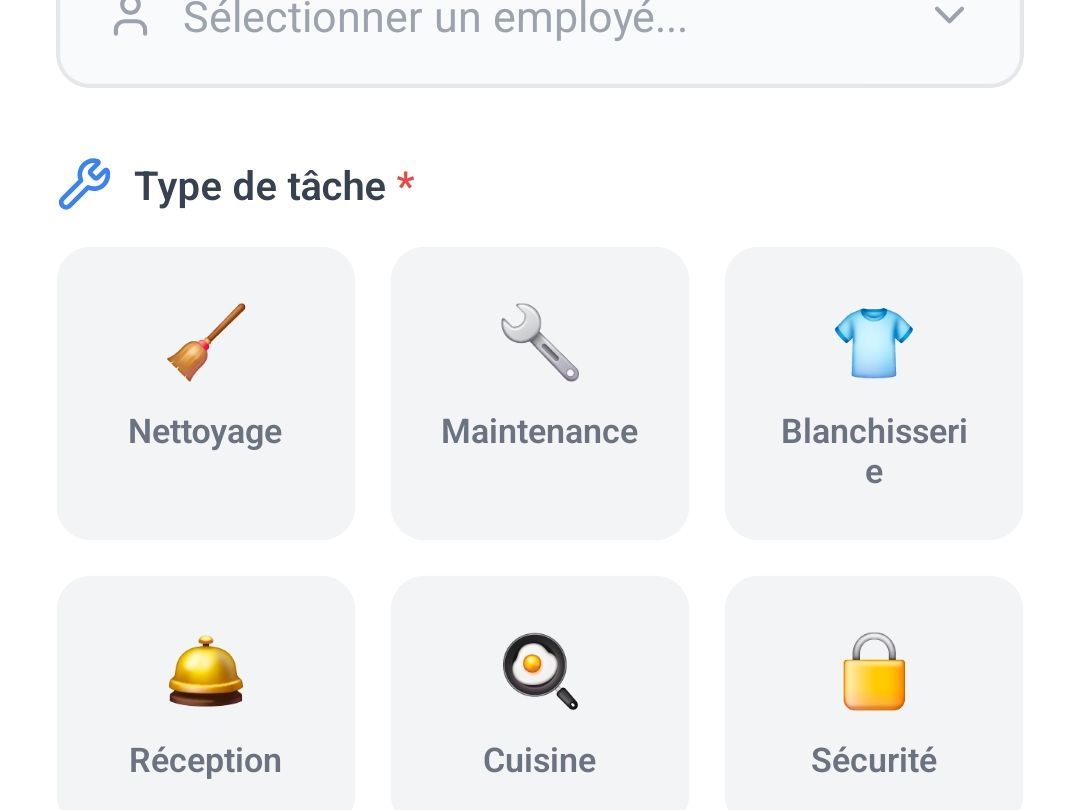 Sélectionner un employé...
Type de tâche *
Nettoyage
Maintenance
Blanchisseri
e
Réception
Cuisine
Sécurité